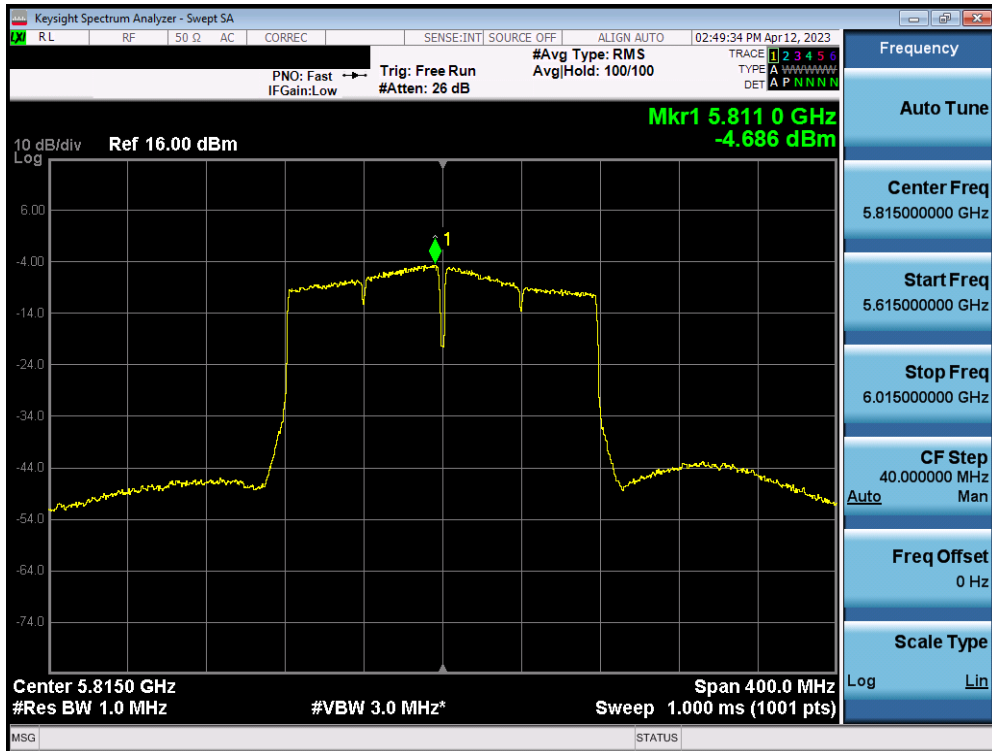 Keysight Spectrum Analyzer - Swept SA
LXI RL RF 50 Ω AC CORREC SENSE:INT SOURCE OFF ALIGN AUTO 02:49:34 PM Apr 12, 2023
PNO: Fast
IFGain:Low
Trig: Free Run
#Atten: 26 dB
#Avg Type: RMS
Avg|Hold: 100/100
TRACE 1 2 3 4 5 6
TYPE A WWWWW
DET A P N N N N
Mkr1 5.811 0 GHz
-4.686 dBm
10 dB/div Ref 16.00 dBm
Log
6.00
1
-4.00
-14.0
-24.0
-34.0
-44.0
-54.0
-64.0
-74.0
Center 5.8150 GHz
Span 400.0 MHz
#Res BW 1.0 MHz
#VBW 3.0 MHz*
Sweep 1.000 ms (1001 pts)
MSG
STATUS
Frequency
Auto Tune
Center Freq
5.815000000 GHz
Start Freq
5.615000000 GHz
Stop Freq
6.015000000 GHz
CF Step
40.000000 MHz
Auto Man
Freq Offset
0 Hz
Scale Type
Log Lin